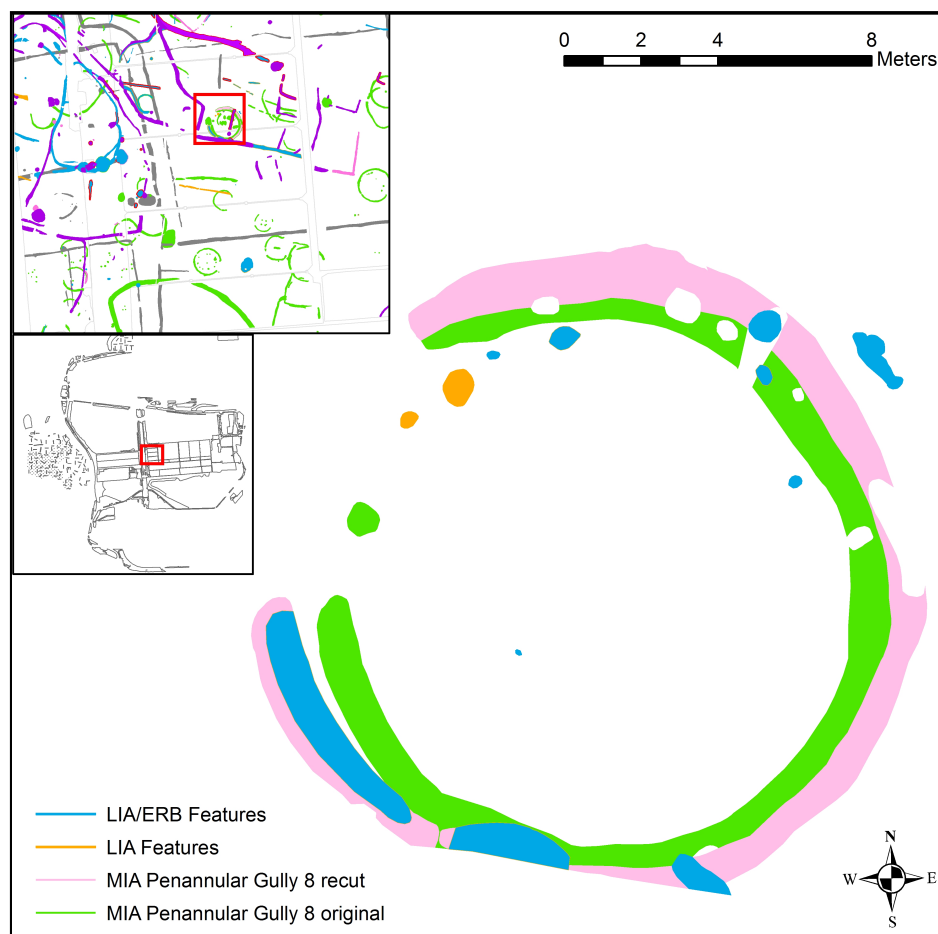 0 2 4 8
Meters
LIA/ERB Features
LIA Features
MIA Penannular Gully 8 recut
MIA Penannular Gully 8 original
N
W E
S